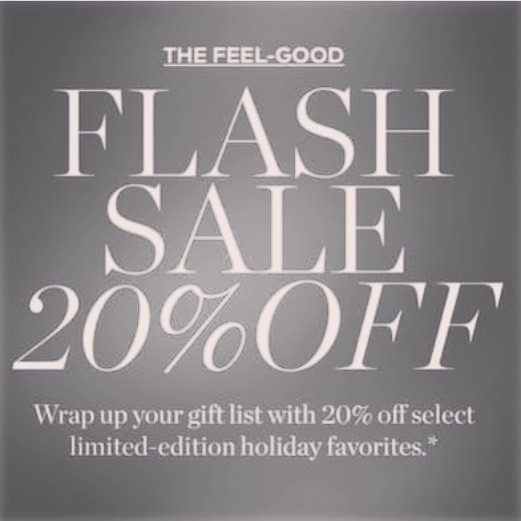 THE FEEL-GOOD
FLASH
SALE
20%OFF
Wrap up your gift list with 20% off select
limited-edition holiday favorites.*